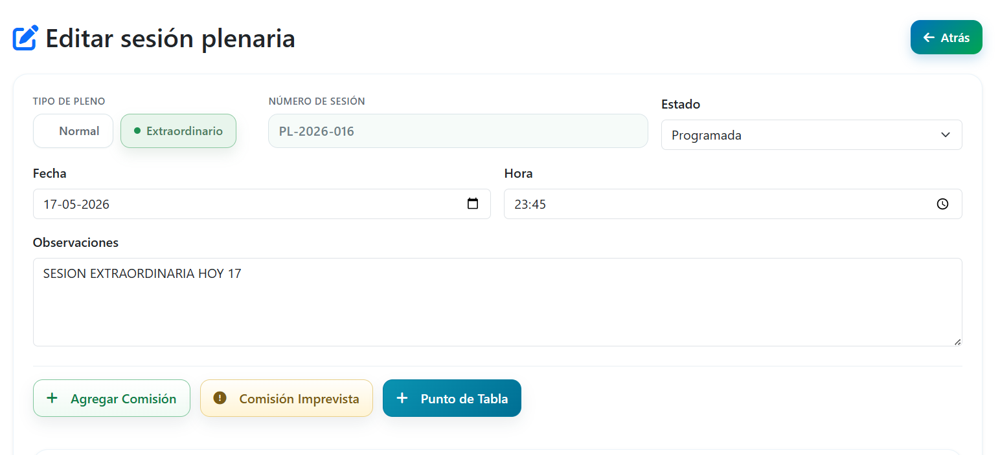 Editar sesión plenaria
Atrás
TIPO DE PLENO
Normal
Extraordinario
NÚMERO DE SESIÓN
PL-2026-016
Estado
Programada
Fecha
17-05-2026
Hora
23:45
Observaciones
SESION EXTRAORDINARIA HOY 17
Agregar Comisión
Comisión Imprevista
Punto de Tabla